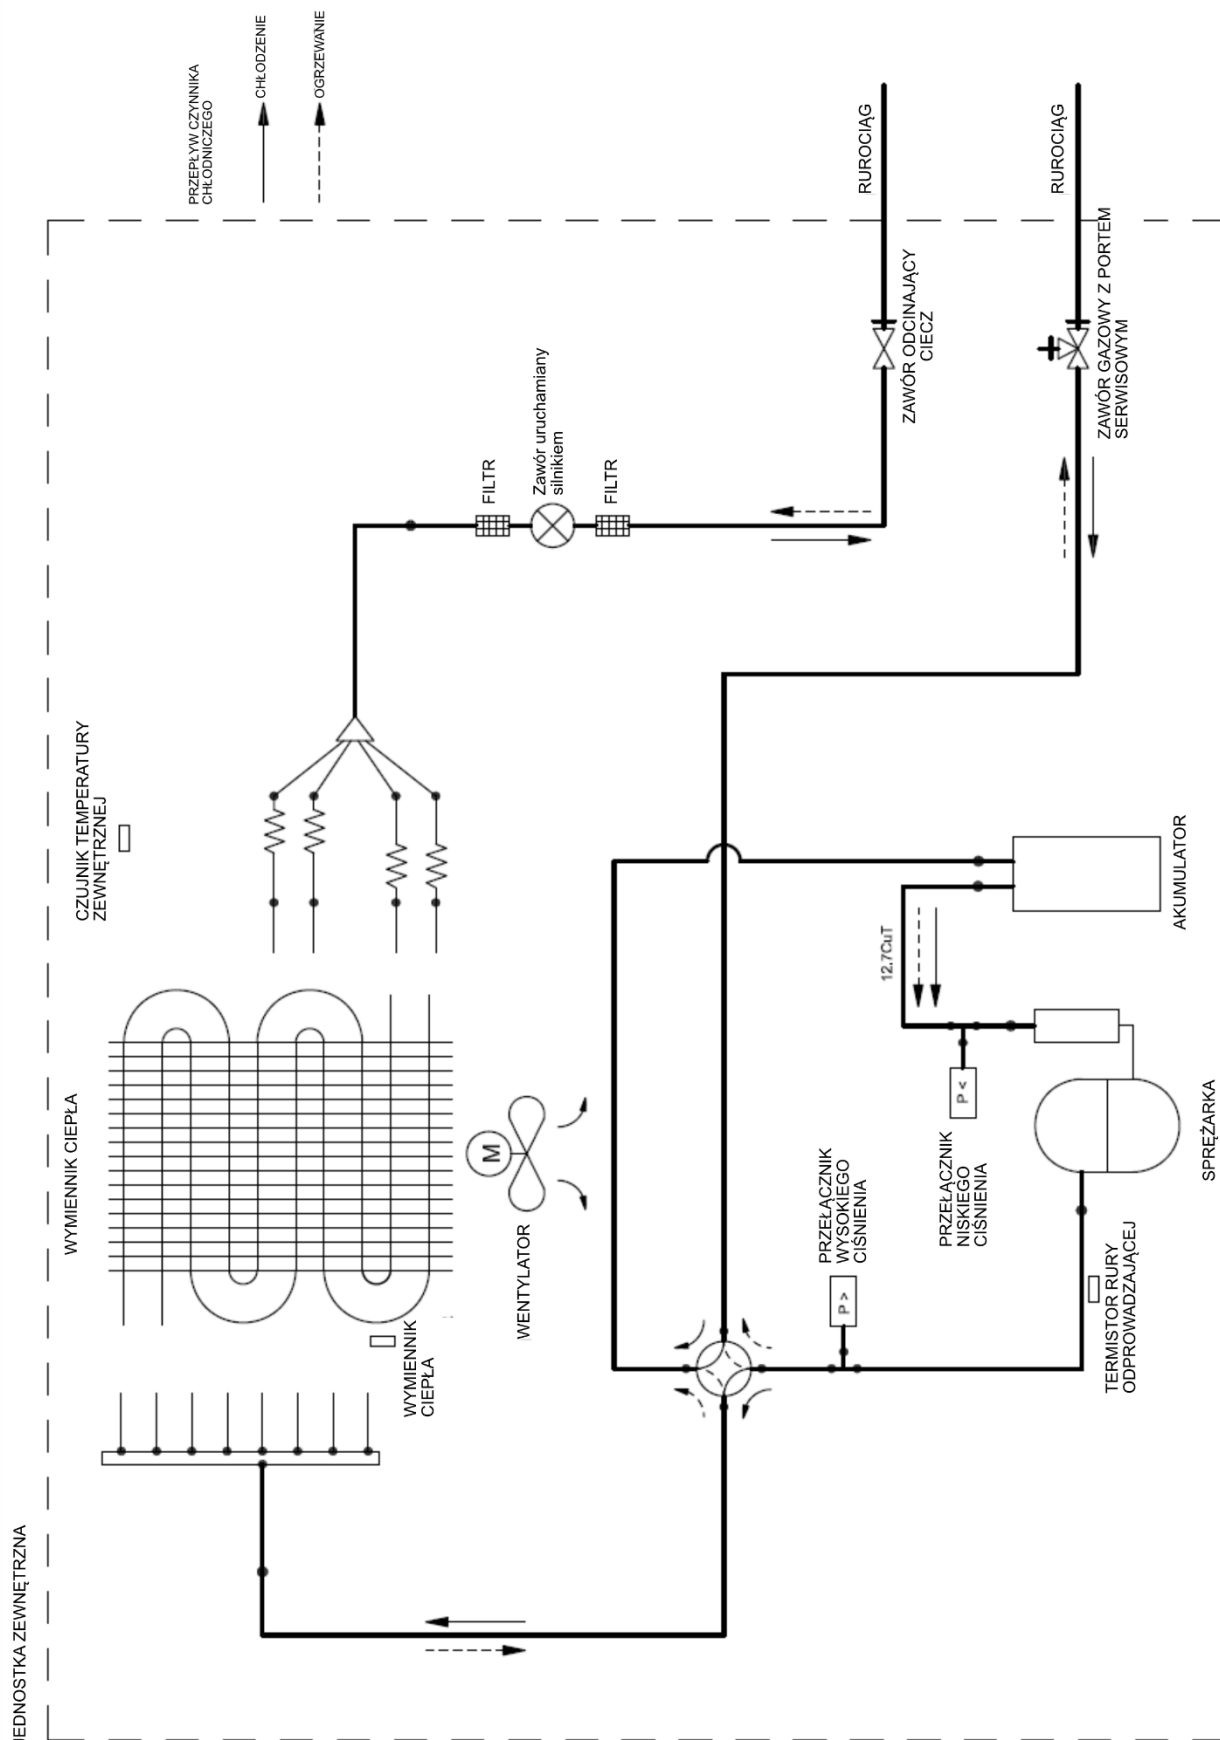 JEDNOSTKA ZEWNĘTRZNA
PRZEPŁYW CZYNNIKA
CHŁODNICZEGO
CHŁODZENIE
OGRZEWANIE
CZUJNIK TEMPERATURY
ZEWNĘTRZNEJ
WYMIENNIK CIEPŁA
WYMIENNIK
CIEPŁA
FILTR
Zawór uruchamiany
silnikiem
FILTR
M
WENTYLATOR
RUROCIĄG
ZAWÓR ODCINAJĄCY
CIECZ
RUROCIĄG
ZAWÓR GAZOWY Z PORTEM
SERWISOWYM
12.7CuT
AKUMULATOR
P >
PRZEŁĄCZNIK
WYSOKIEGO
CIŚNIENIA
P <
PRZEŁĄCZNIK
NISKIEGO
CIŚNIENIA
TERMISTOR RURY
ODPROWADZAJĄCEJ
SPRĘŻARKA